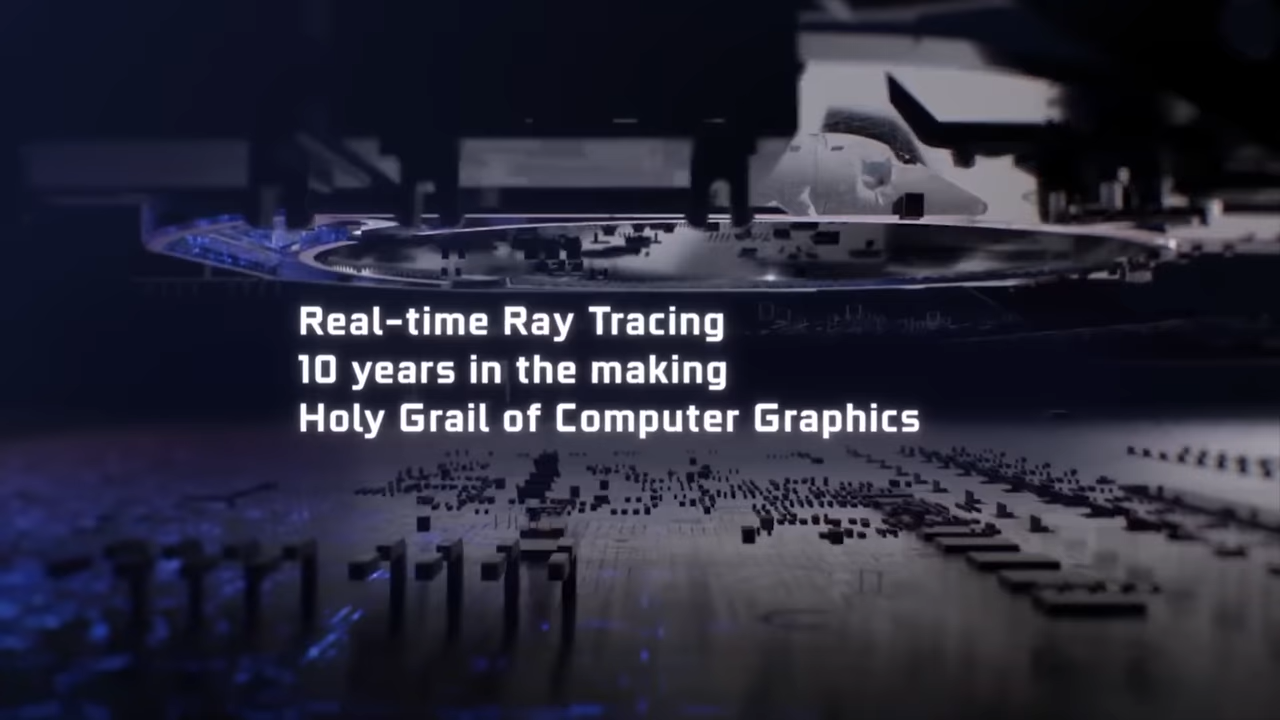 Real-time Ray Tracing
10 years in the making
Holy Grail of Computer Graphics